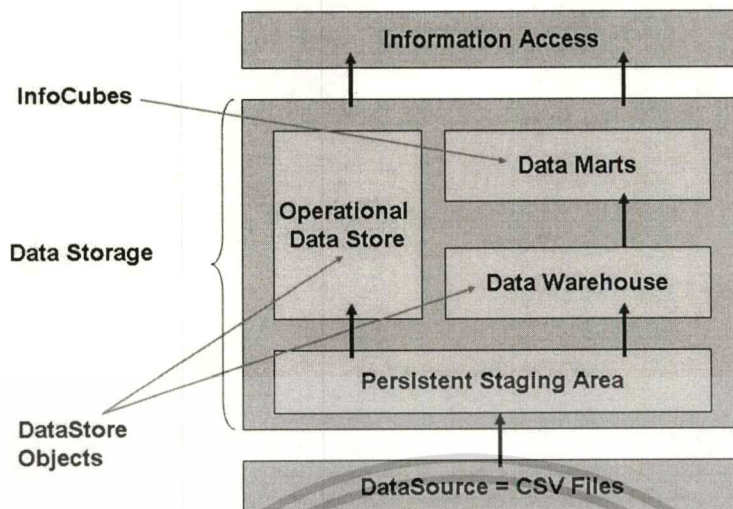 Information Access
InfoCubes
Data Marts
Operational
Data Store
Data Storage
Data Warehouse
Persistent Staging Area
DataStore
Objects
DataSource = CSV Files